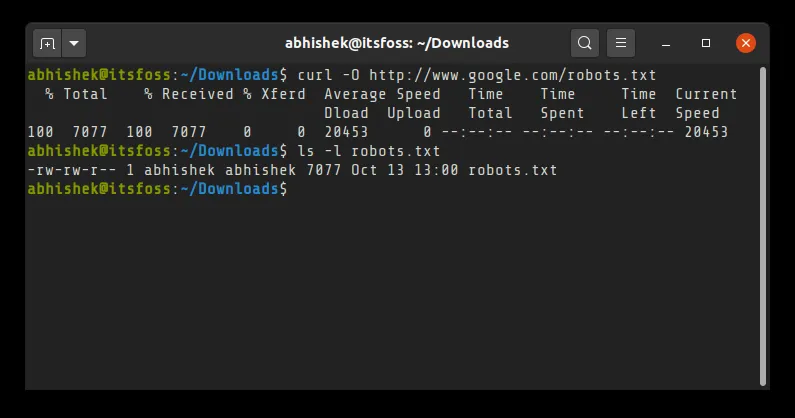 abhishek@itsfoss: ~/Downloads
abhishek@itsfoss:~/Downloads$ curl -O http://www.google.com/robots.txt
  % Total    % Received % Xferd  Average Speed   Time    Time     Time  Current
                                 Dload  Upload   Total   Spent    Left  Speed
100  7077  100  7077    0     0  20453      0 --:--:-- --:--:-- --:--:-- 20453
abhishek@itsfoss:~/Downloads$ ls -l robots.txt
-rw-rw-r-- 1 abhishek abhishek 7077 Oct 13 13:00 robots.txt
abhishek@itsfoss:~/Downloads$